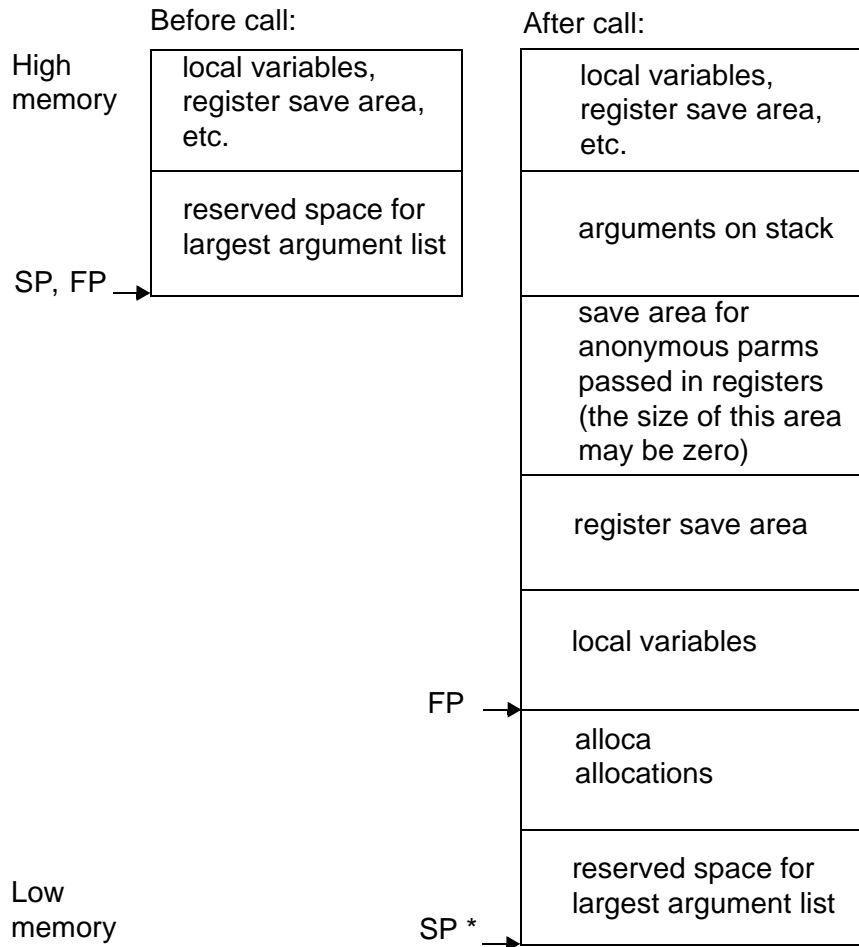 Before call:
High
memory
local variables,
register save area,
etc.
reserved space for
largest argument list
SP, FP
After call:
local variables,
register save area,
etc.
arguments on stack
save area for
anonymous parms
passed in registers
(the size of this area
may be zero)
register save area
local variables
FP
alloca
allocations
reserved space for
largest argument list
Low
memory
SP *